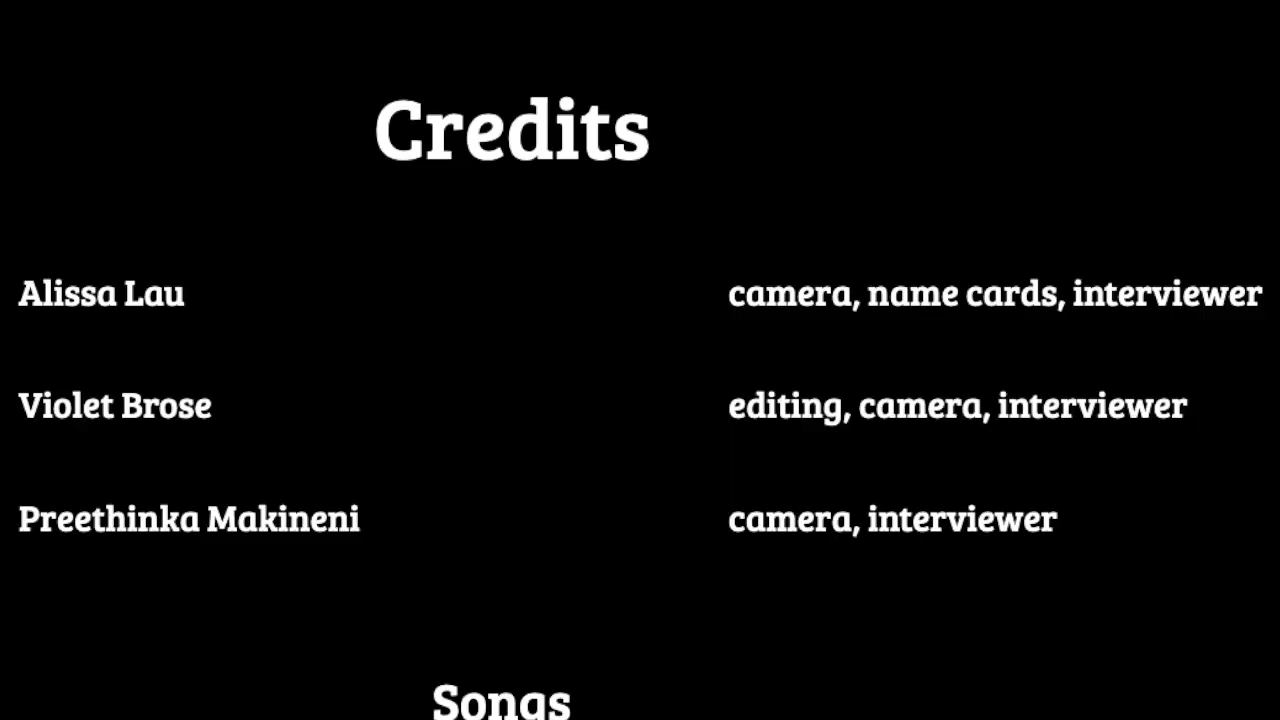 Credits
Alissa Lau camera, name cards, interviewer
Violet Brose editing, camera, interviewer
Preethinka Makineni camera, interviewer
Songs